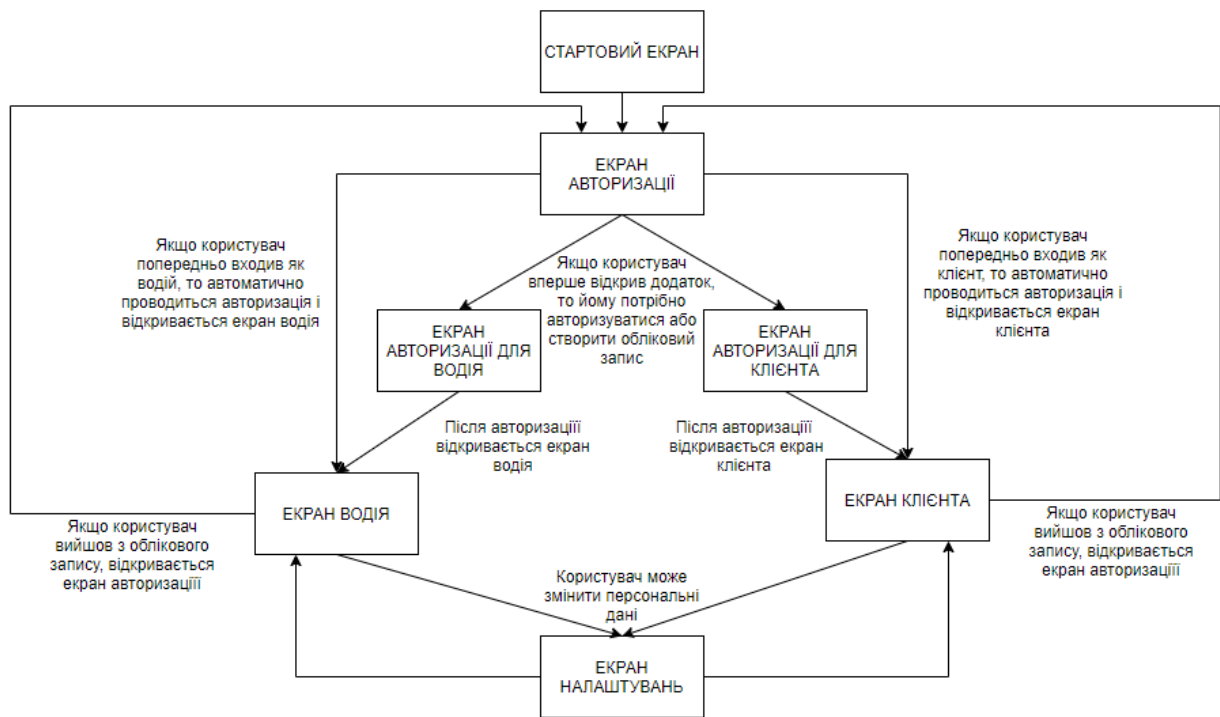 СТАРТОВИЙ ЕКРАН
ЕКРАН
АВТОРИЗАЦІЇ
Якщо користувач
попередньо входив як
водій, то автоматично
проводиться авторизація і
відкривається екран водія
Якщо користувач
вперше відкрив додаток,
то йому потрібно
авторизуватися або
створити обліковий
запис
Якщо користувач
попередньо входив як
клієнт, то автоматично
проводиться авторизація і
відкривається екран
клієнта
ЕКРАН
АВТОРИЗАЦІЇ ДЛЯ
ВОДІЯ
ЕКРАН
АВТОРИЗАЦІЇ ДЛЯ
КЛІЄНТА
Після авторизаціїї
відкривається екран
водія
Після авторизаціїї
відкривається екран
клієнта
ЕКРАН ВОДІЯ
ЕКРАН КЛІЄНТА
Якщо користувач
вийшов з облікового
запису, відкривається
екран авторизаціїї
Якщо користувач
вийшов з облікового
запису, відкривається
екран авторизаціїї
Користувач може
змінити персональні
дані
ЕКРАН
НАЛАШТУВАНЬ